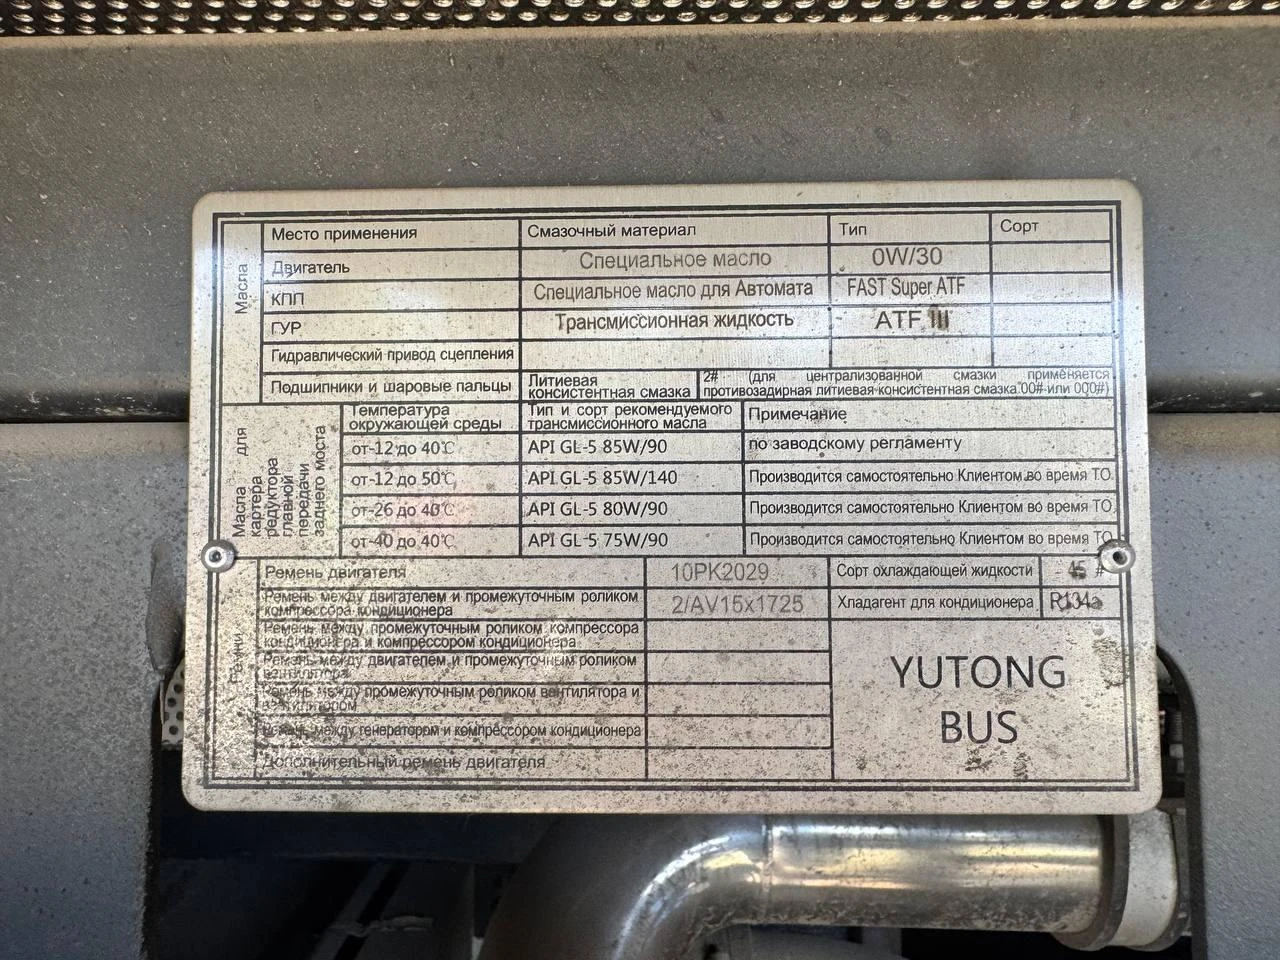 Масла
Место применения Смазочный материал Тип Сорт
Двигатель Специальное масло 0W/30
КПП Специальное масло для Автомата FAST Super ATF
ГУР Трансмиссионная жидкость ATF III
Гидравлический привод сцепления
Подшипники и шаровые пальцы Литиевая консистентная смазка 2# (для централизованной смазки применяется
противозадирная литиевая консистентная смазка 00# или 000#)
Масла для
картера
редуктора
главной
передачи
заднего моста
Температура окружающей среды Тип и сорт рекомендуемого трансмиссионного масла Примечание
от-12 до 40℃ API GL-5 85W/90 по заводскому регламенту
от-12 до 50℃ API GL-5 85W/140 Производится самостоятельно Клиентом во время ТО
от-26 до 40℃ API GL-5 80W/90 Производится самостоятельно Клиентом во время ТО
от-40 до 40℃ API GL-5 75W/90 Производится самостоятельно Клиентом во время ТО
Ремень двигателя 10PK2029 Сорт охлаждающей жидкости 45 #
Ремень между двигателем и промежуточным роликом
компрессора кондиционера 2/AV15x1725 Хладагент для кондиционера R134a
Ремень между промежуточным роликом компрессора
кондиционера и компрессором кондиционера
Ремень между двигателем и промежуточным роликом
вентилятора
Ремень между промежуточным роликом вентилятора и
вентилятором
Ремень между генератором и компрессором кондиционера
Дополнительный ремень двигателя
YUTONG
BUS